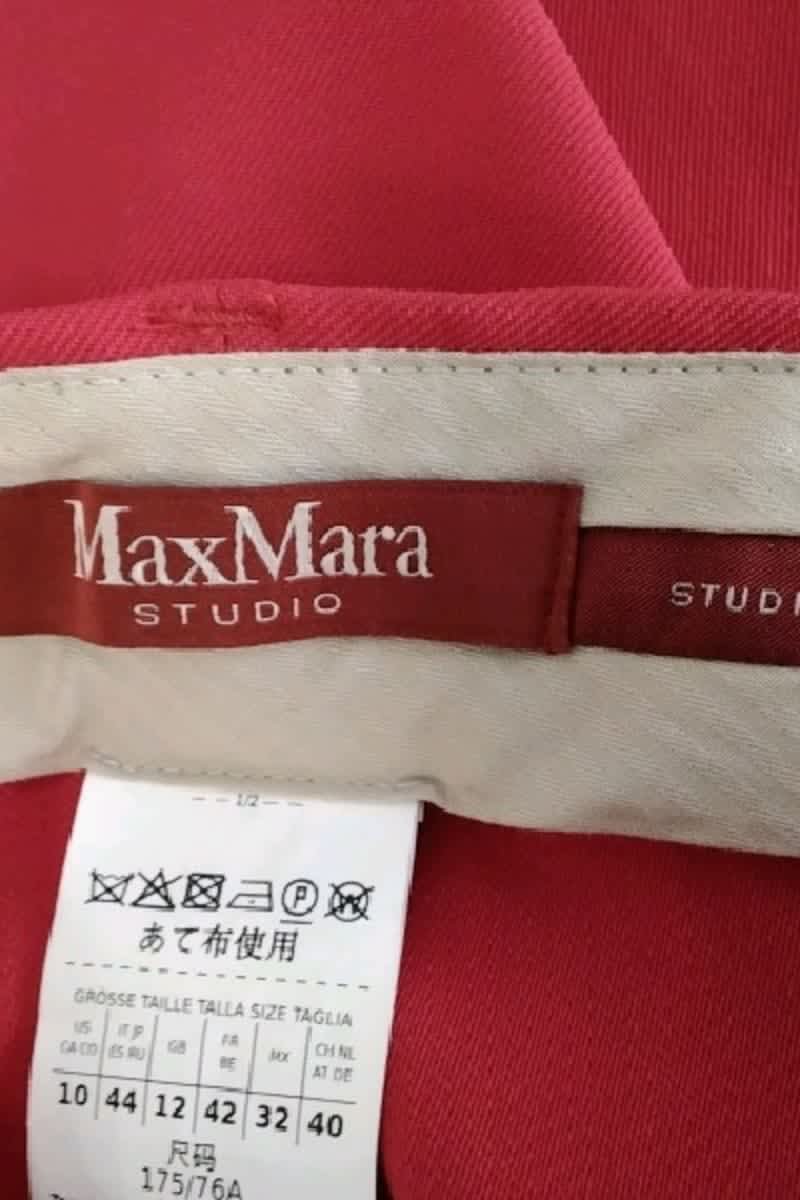 MaxMara
STUDIO
STUDI
1/2
P
W
あて布使用
GRÖSSE TAILLE TALLA SIZE TAGLIA
US IT JP GB FR MX CH NL
CA CO ES RU BE AT DE
10 44 12 42 32 40
尺码
175/76A